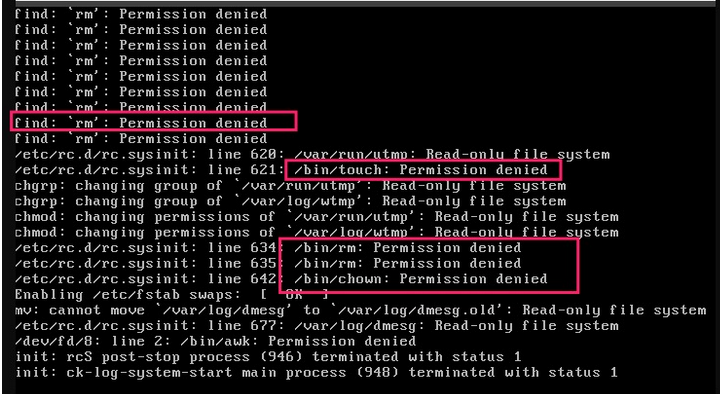 find: `rm': Permission denied
find: `rm': Permission denied
find: `rm': Permission denied
find: `rm': Permission denied
find: `rm': Permission denied
find: `rm': Permission denied
find: `rm': Permission denied
find: `rm': Permission denied
find: `rm': Permission denied
/etc/rc.d/rc.sysinit: line 620: /var/run/utmp: Read-only file system
/etc/rc.d/rc.sysinit: line 621: /bin/touch: Permission denied
chgrp: changing group of `/var/run/utmp': Read-only file system
chgrp: changing group of `/var/log/wtmp': Read-only file system
chmod: changing permissions of `/var/run/utmp': Read-only file system
chmod: changing permissions of `/var/log/wtmp': Read-only file system
/etc/rc.d/rc.sysinit: line 634: /bin/rm: Permission denied
/etc/rc.d/rc.sysinit: line 635: /bin/rm: Permission denied
/etc/rc.d/rc.sysinit: line 642: /bin/chown: Permission denied
Enabling /etc/fstab swaps:  [  OK  ]
mv: cannot move `/var/log/dmesg' to `/var/log/dmesg.old': Read-only file system
/etc/rc.d/rc.sysinit: line 677: /var/log/dmesg: Read-only file system
/dev/fd/8: line 2: /bin/awk: Permission denied
init: rcS post-stop process (946) terminated with status 1
init: ck-log-system-start main process (948) terminated with status 1